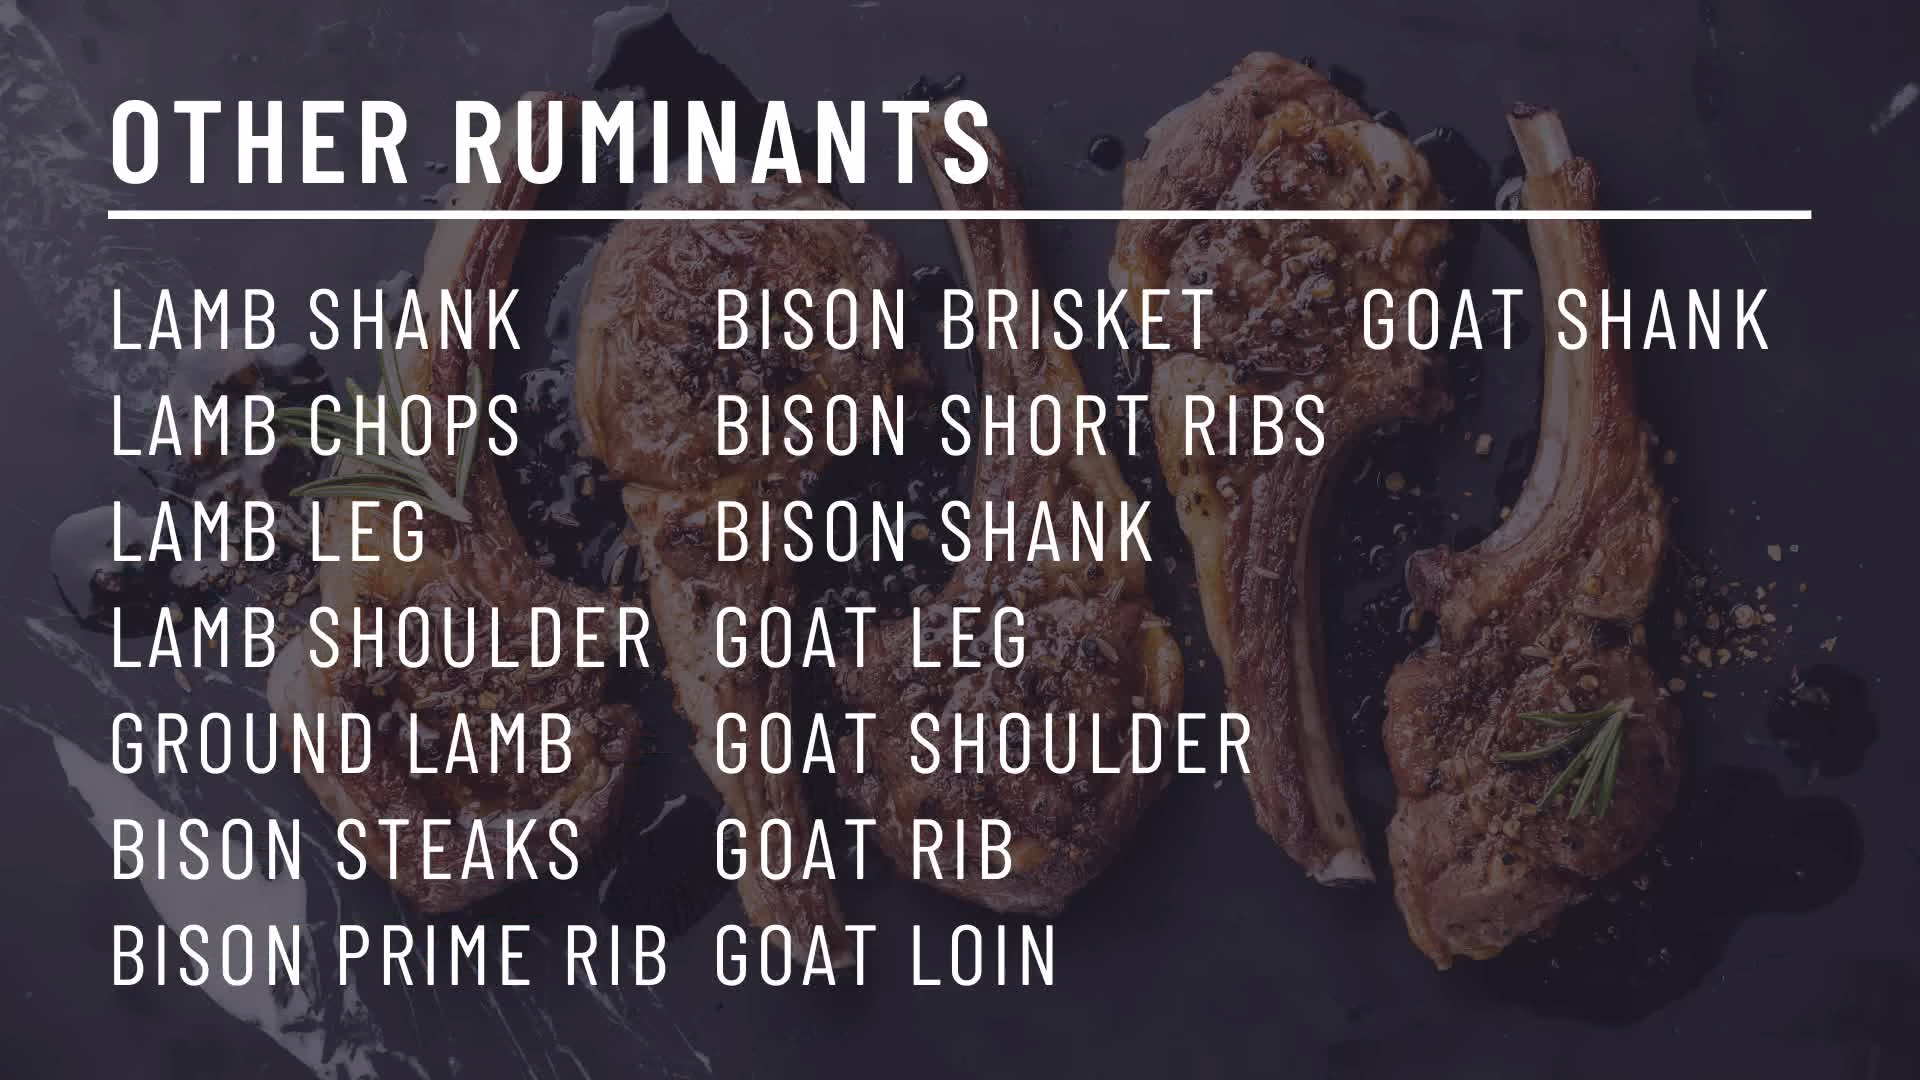 OTHER RUMINANTS
LAMB SHANK
LAMB CHOPS
LAMB LEG
LAMB SHOULDER
GROUND LAMB
BISON STEAKS
BISON PRIME RIB
BISON BRISKET
BISON SHORT RIBS
BISON SHANK
GOAT LEG
GOAT SHOULDER
GOAT RIB
GOAT LOIN
GOAT SHANK